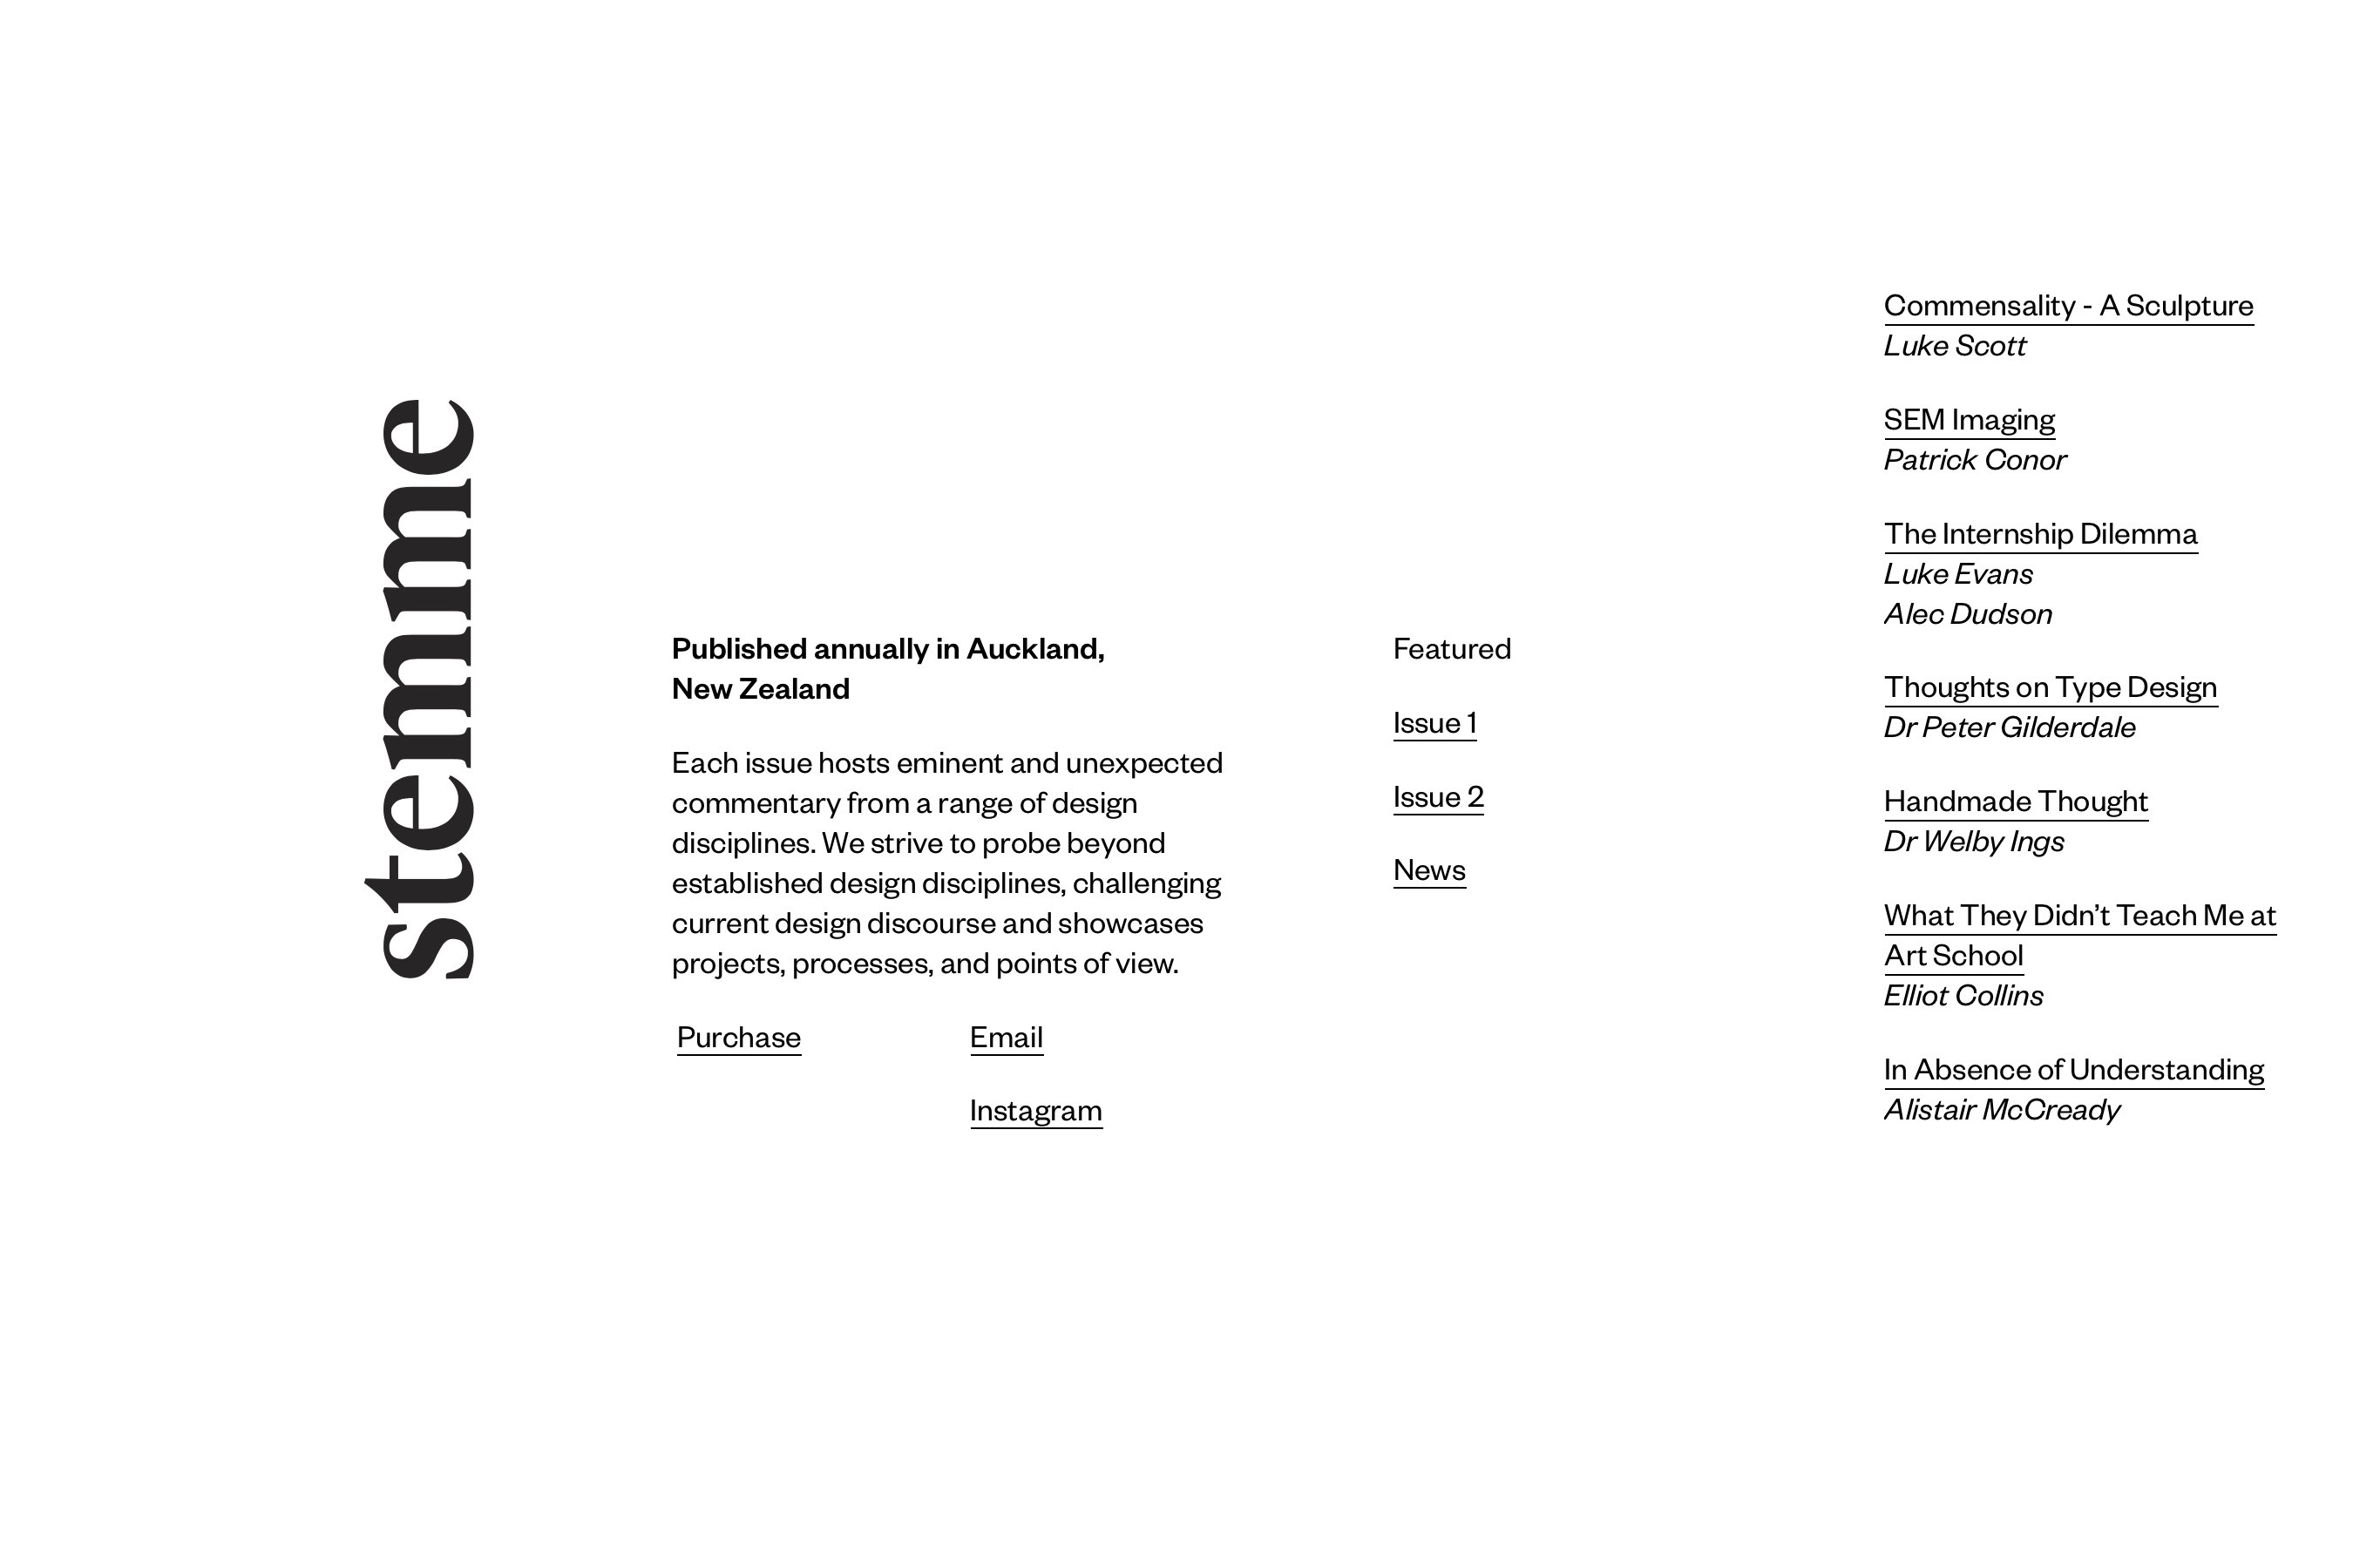 stemme
Published annually in Auckland,
New Zealand
Each issue hosts eminent and unexpected
commentary from a range of design
disciplines. We strive to probe beyond
established design disciplines, challenging
current design discourse and showcases
projects, processes, and points of view.
Purchase
Email
Instagram
Featured
Issue 1
Issue 2
News
Commensality - A Sculpture
Luke Scott
SEM Imaging
Patrick Conor
The Internship Dilemma
Luke Evans
Alec Dudson
Thoughts on Type Design
Dr Peter Gilderdale
Handmade Thought
Dr Welby Ings
What They Didn’t Teach Me at
Art School
Elliot Collins
In Absence of Understanding
Alistair McCready